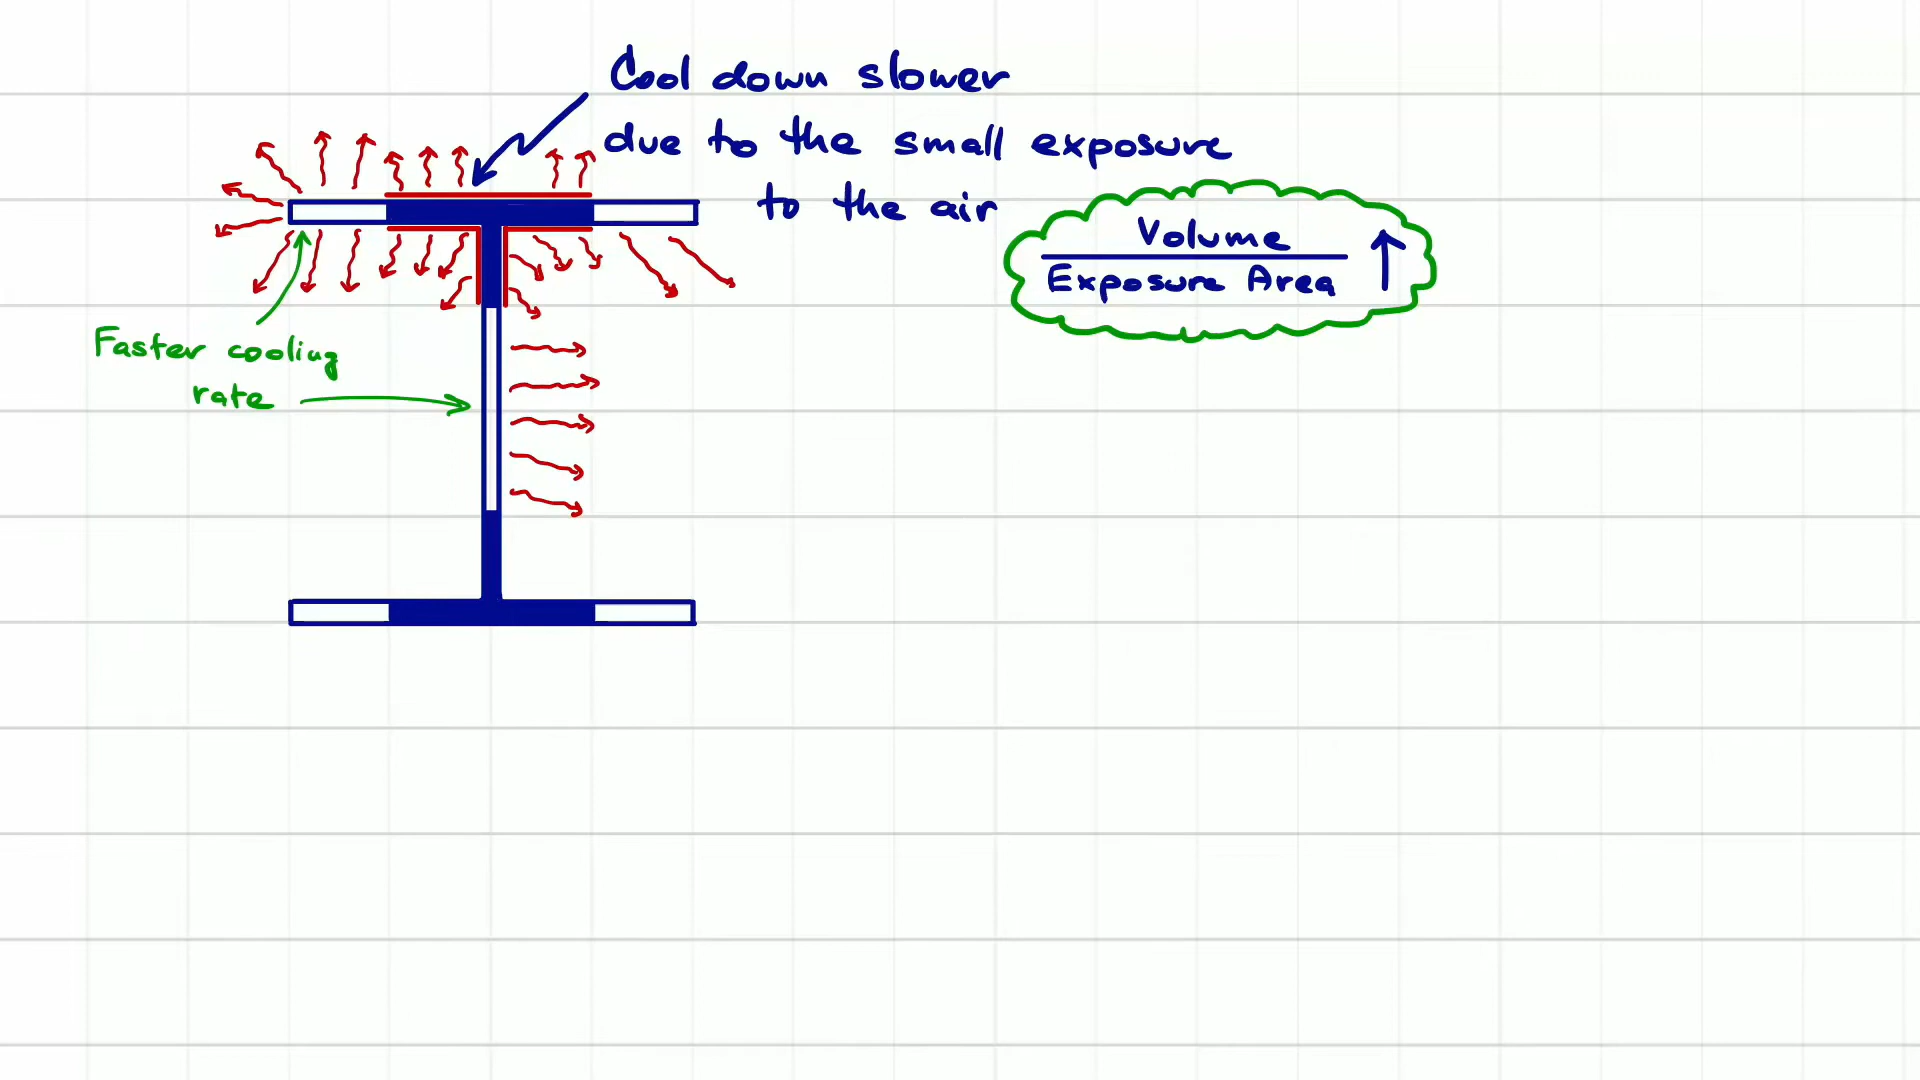 Cool down slower
due to the small exposure
to the air
Volume
Exposure Area
Faster cooling
rate